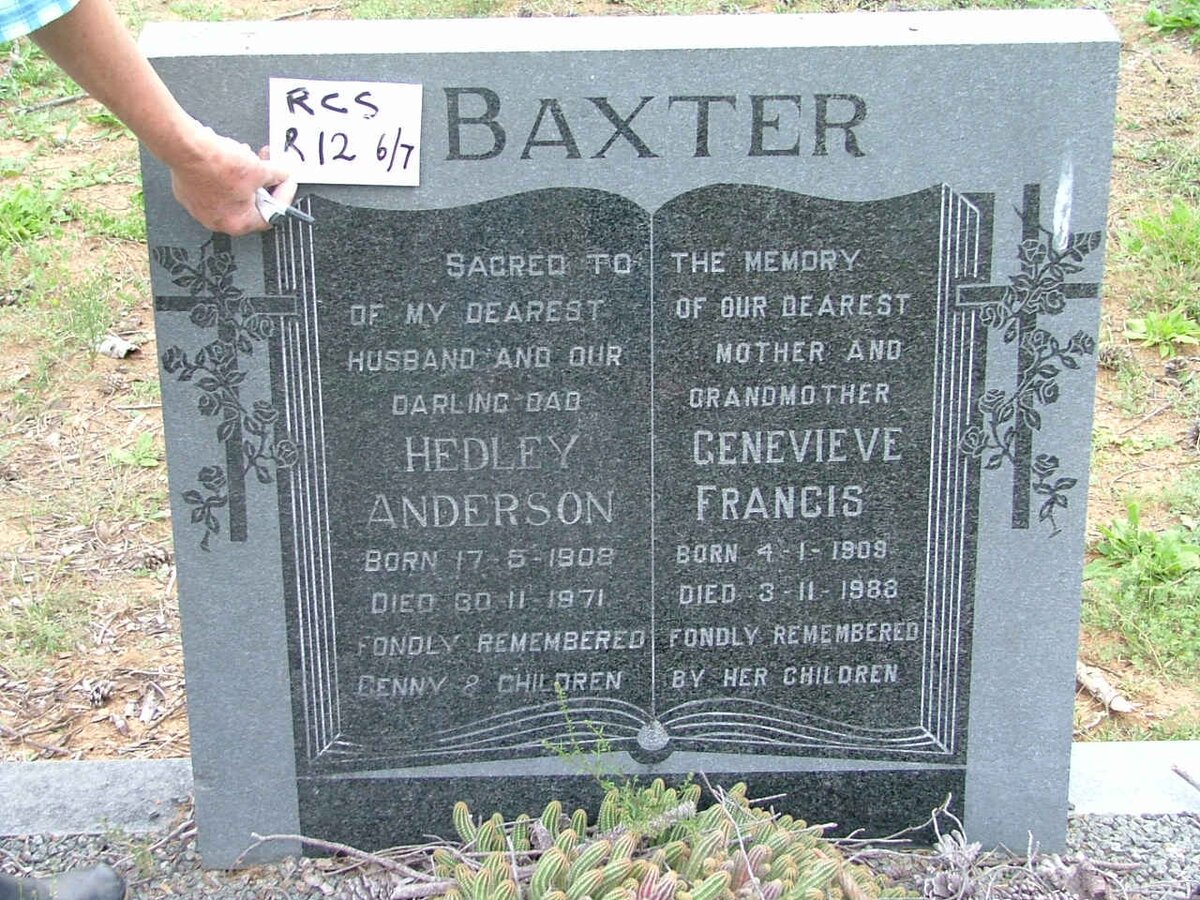 RCS
R12 6/7
BAXTER
SACRED TO THE MEMORY
OF MY DEAREST
HUSBAND AND OUR
DARLING DAD
HEDLEY
ANDERSON
BORN 17-5-1908
DIED 30-11-1971
FONDLY REMEMBERED
GENNY & CHILDREN
OF OUR DEAREST
MOTHER AND
GRANDMOTHER
GENEVIEVE
FRANCIS
BORN 4-1-1909
DIED 3-11-1988
FONDLY REMEMBERED
BY HER CHILDREN